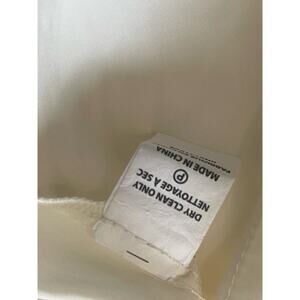 DRY CLEAN ONLY
NETTOYAGE A SEC
P
MADE IN CHINA